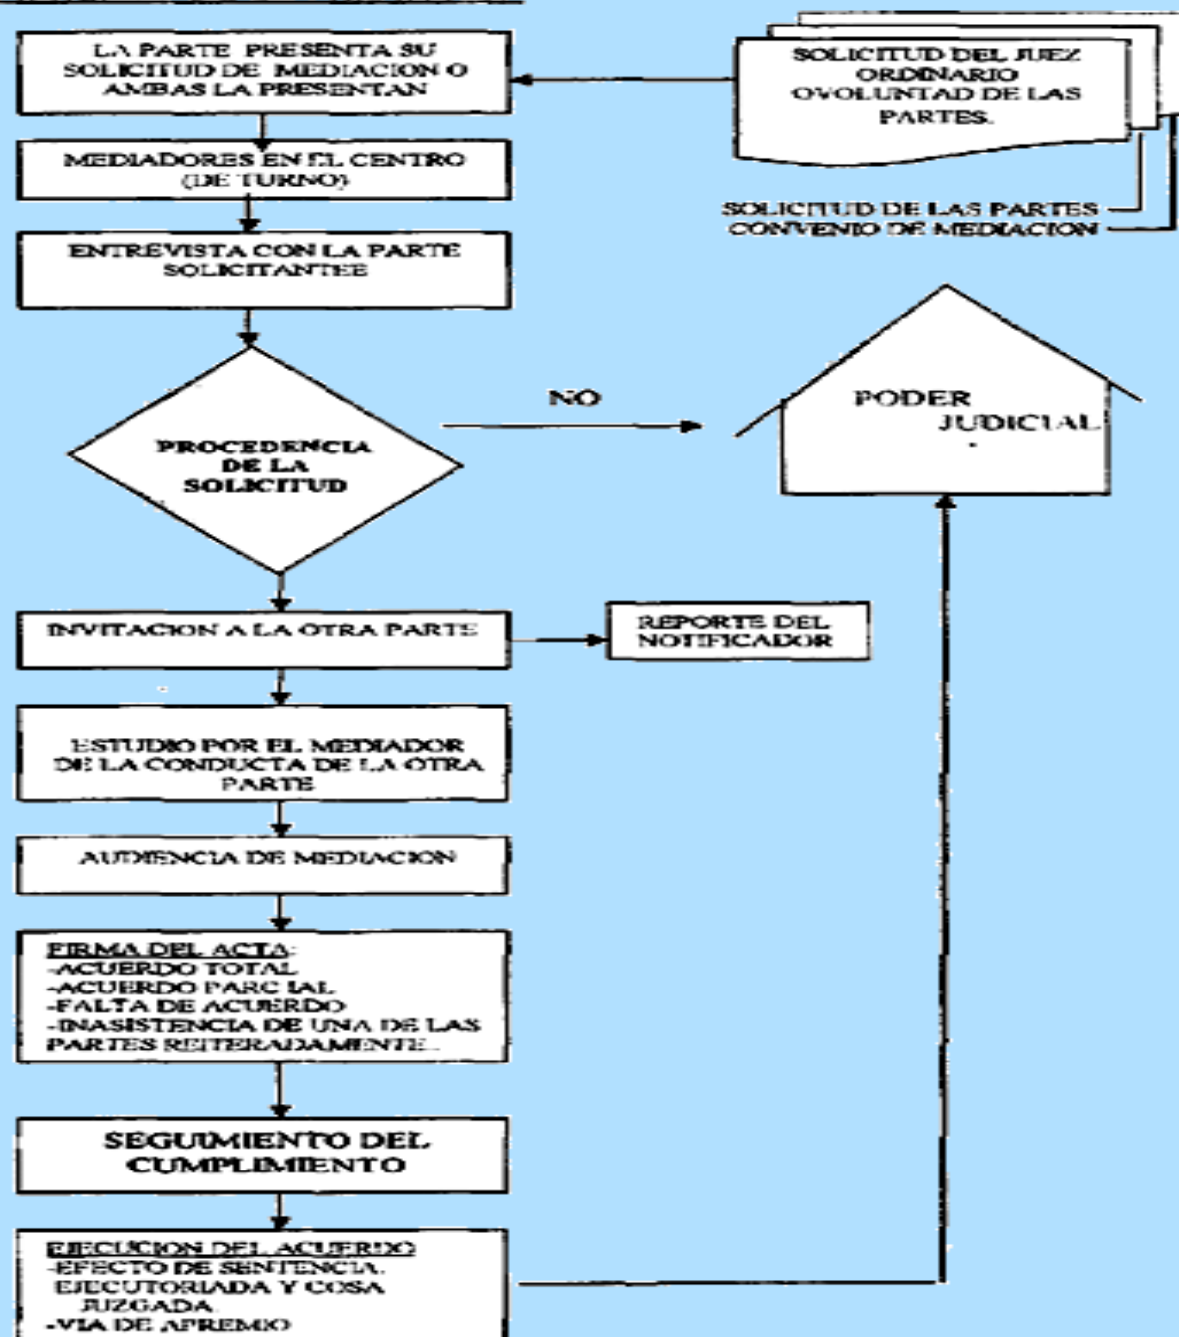 LA PARTE PRESENTA SU
SOLICITUD DE MEDIACION O
AMBAS LA PRESENTAN
SOLICITUD DEL JUEZ
ORDINARIO
OVOLUNTAD DE LAS
PARTES.
MEDIADORES EN EL CENTRO
(DE TURNO)
SOLICITUD DE LAS PARTES
CONVENIO DE MEDIACION
ENTREVISTA CON LA PARTE
SOLICITANTEE
PROCEDENCIA
DE LA
SOLICITUD
NO
PODER
JUDICIAL
INVITACION A LA OTRA PARTE
REPORTE DEL
NOTIFICADOR
ESTUDIO POR EL MEDIADOR
DE LA CONDUCTA DE LA OTRA
PARTE
AUDIENCIA DE MEDIACION
FIRMA DEL ACTA:
-ACUERDO TOTAL
-ACUERDO PARCIAL
-FALTA DE ACUERDO
-INASISTENCIA DE UNA DE LAS
PARTES REITERADAMENTE.
SEGUIMIENTO DEL
CUMPLIMIENTO
EJECUCION DEL ACUERDO
-EFECTO DE SENTENCIA.
EJECUTORIADA Y COSA
JUZGADA.
-VIA DE APREMIO